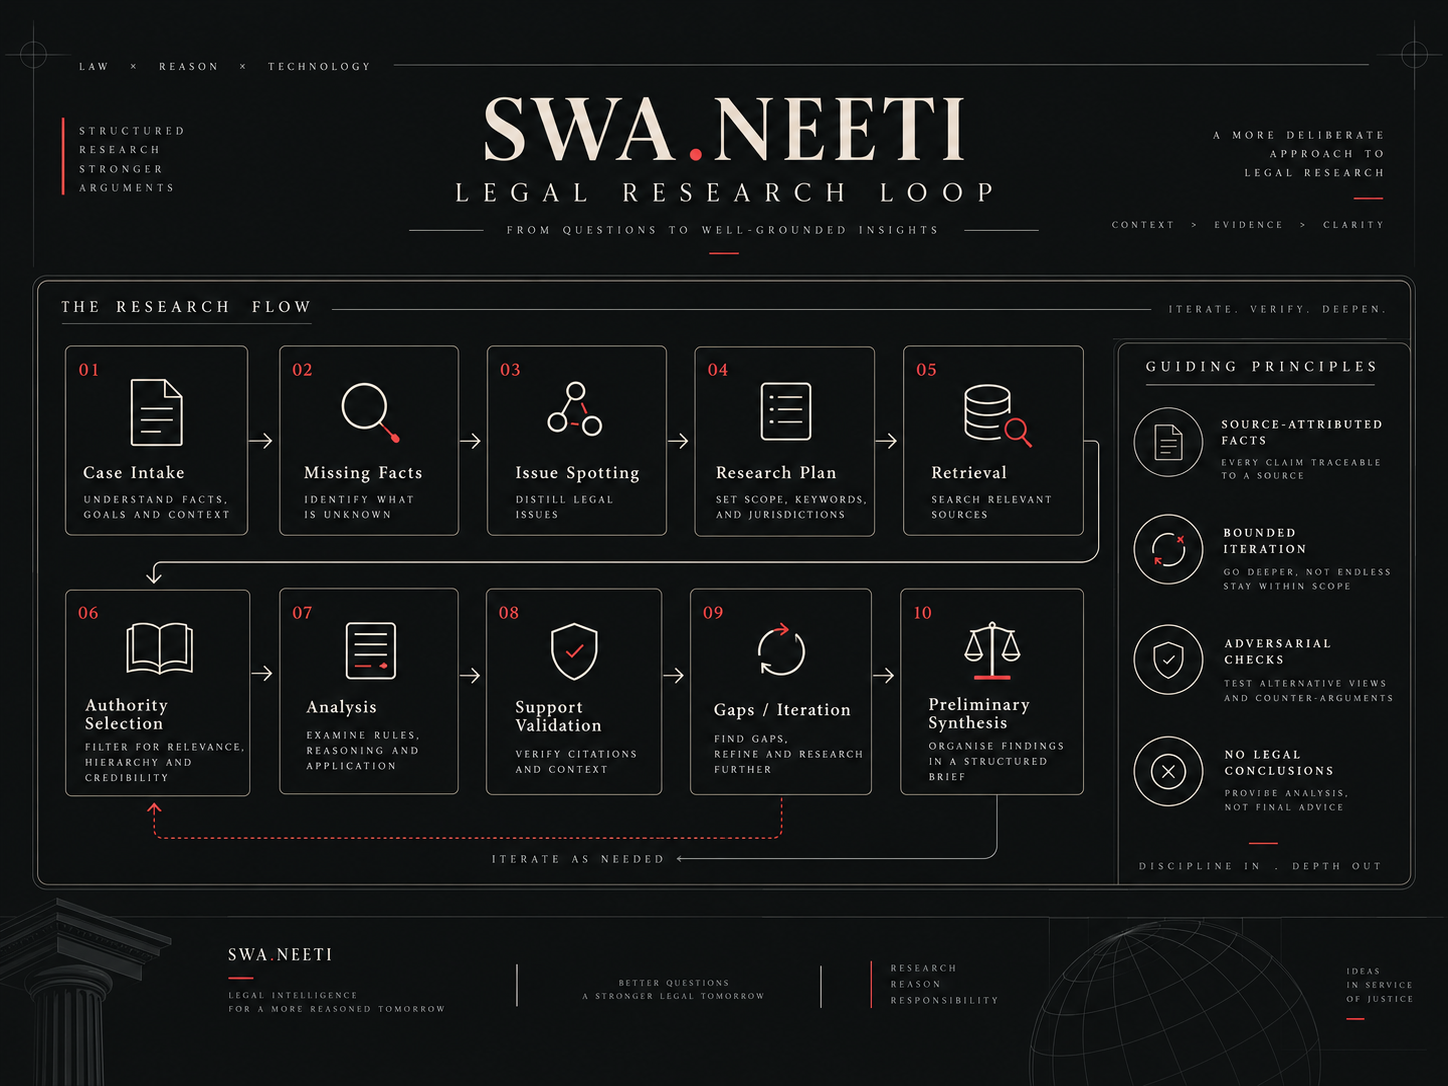 LAW × REASON × TECHNOLOGY
STRUCTURED
RESEARCH
STRONGER
ARGUMENTS
SWA.NEETI
LEGAL RESEARCH LOOP
FROM QUESTIONS TO WELL-GROUNDED INSIGHTS
A MORE DELIBERATE
APPROACH TO
LEGAL RESEARCH
CONTEXT > EVIDENCE > CLARITY
THE RESEARCH FLOW
ITERATE. VERIFY. DEEPEN.
01
Case Intake
UNDERSTAND FACTS,
GOALS AND CONTEXT
02
Missing Facts
IDENTIFY WHAT
IS UNKNOWN
03
Issue Spotting
DISTILL LEGAL
ISSUES
04
Research Plan
SET SCOPE, KEYWORDS,
AND JURISDICTIONS
05
Retrieval
SEARCH RELEVANT
SOURCES
06
Authority
Selection
FILTER FOR RELEVANCE,
HIERARCHY AND
CREDIBILITY
07
Analysis
EXAMINE RULES,
REASONING AND
APPLICATION
08
Support
Validation
VERIFY CITATIONS
AND CONTEXT
09
Gaps / Iteration
FIND GAPS,
REFINE AND RESEARCH
FURTHER
10
Preliminary
Synthesis
ORGANISE FINDINGS
IN A STRUCTURED
BRIEF
ITERATE AS NEEDED
GUIDING PRINCIPLES
SOURCE-ATTRIBUTED
FACTS
EVERY CLAIM TRACEABLE
TO A SOURCE
BOUNDED
ITERATION
GO DEEPER, NOT ENDLESS
STAY WITHIN SCOPE
ADVERSARIAL
CHECKS
TEST ALTERNATIVE VIEWS
AND COUNTER-ARGUMENTS
NO LEGAL
CONCLUSIONS
PROVIDE ANALYSIS,
NOT FINAL ADVICE
DISCIPLINE IN . DEPTH OUT
SWA.NEETI
LEGAL INTELLIGENCE
FOR A MORE REASONED TOMORROW
BETTER QUESTIONS
A STRONGER LEGAL TOMORROW
RESEARCH
REASON
RESPONSIBILITY
IDEAS
IN SERVICE
OF JUSTICE